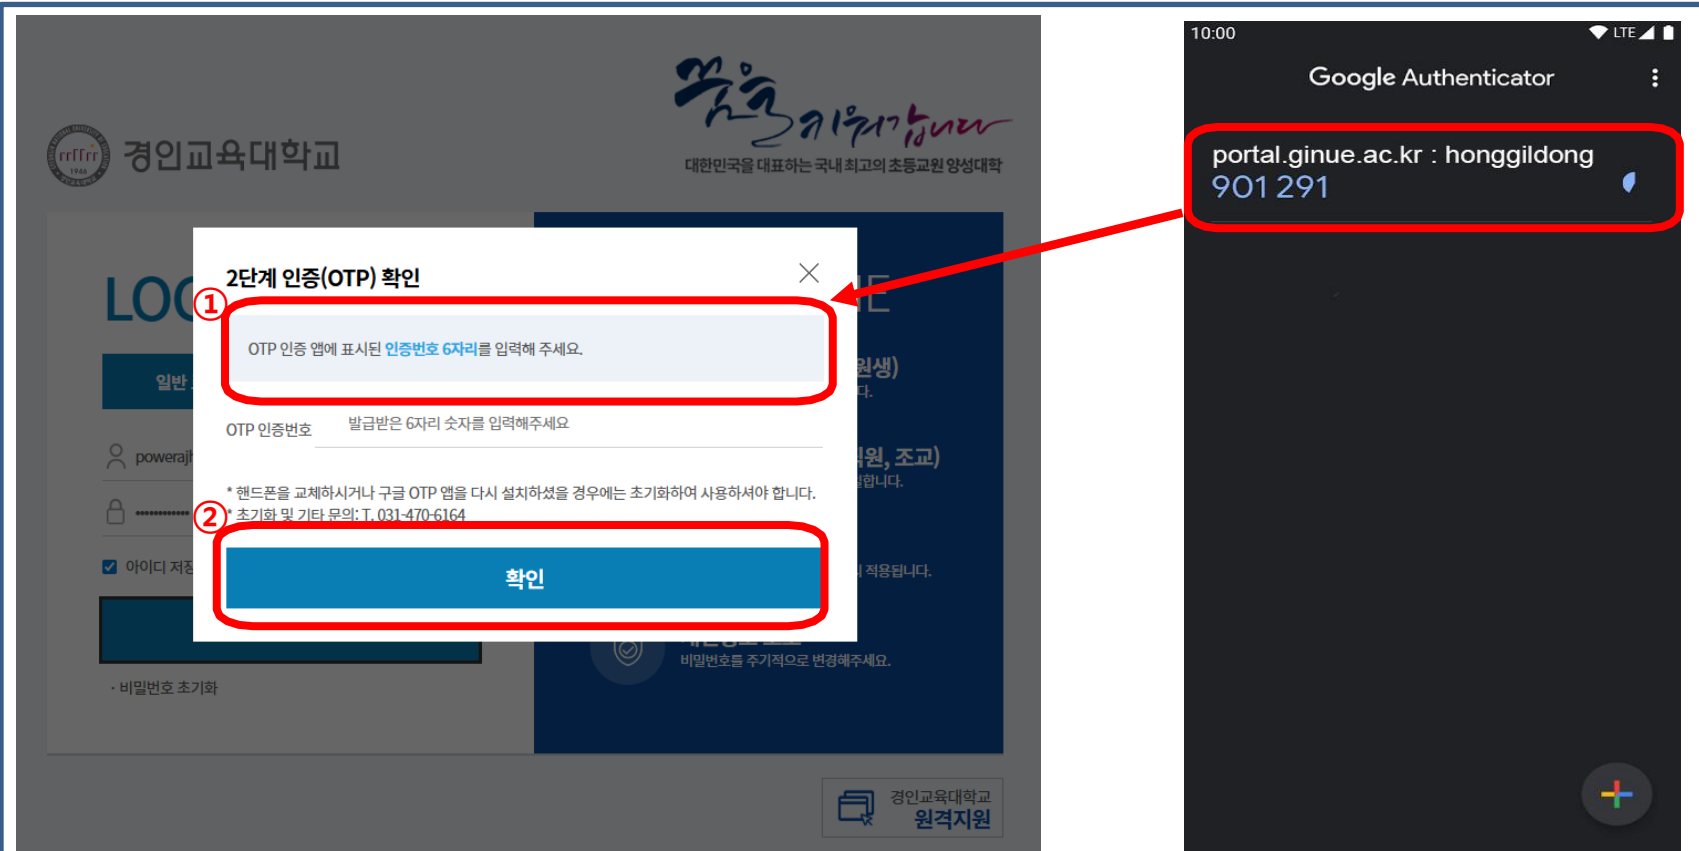 꿈을 키워갑니다
대한민국을 대표하는 국내 최고의 초등교원 양성대학
1946
경인교육대학교
LOG
일반
powerajh
아이디 저장
· 비밀번호 초기화
2단계 인증(OTP) 확인
①
OTP 인증 앱에 표시된 인증번호 6자리를 입력해 주세요.
OTP 인증번호
발급받은 6자리 숫자를 입력해주세요
* 핸드폰을 교체하시거나 구글 OTP 앱을 다시 설치하셨을 경우에는 초기화하여 사용하셔야 합니다.
* 초기화 및 기타 문의: T. 031-470-6164
②
확인
원생)
다.
원, 조교)
합니다.
적용됩니다.
비밀번호를 주기적으로 변경해주세요.
경인교육대학교
원격지원
10:00
LTE
Google Authenticator
portal.ginue.ac.kr : honggildong
901 291